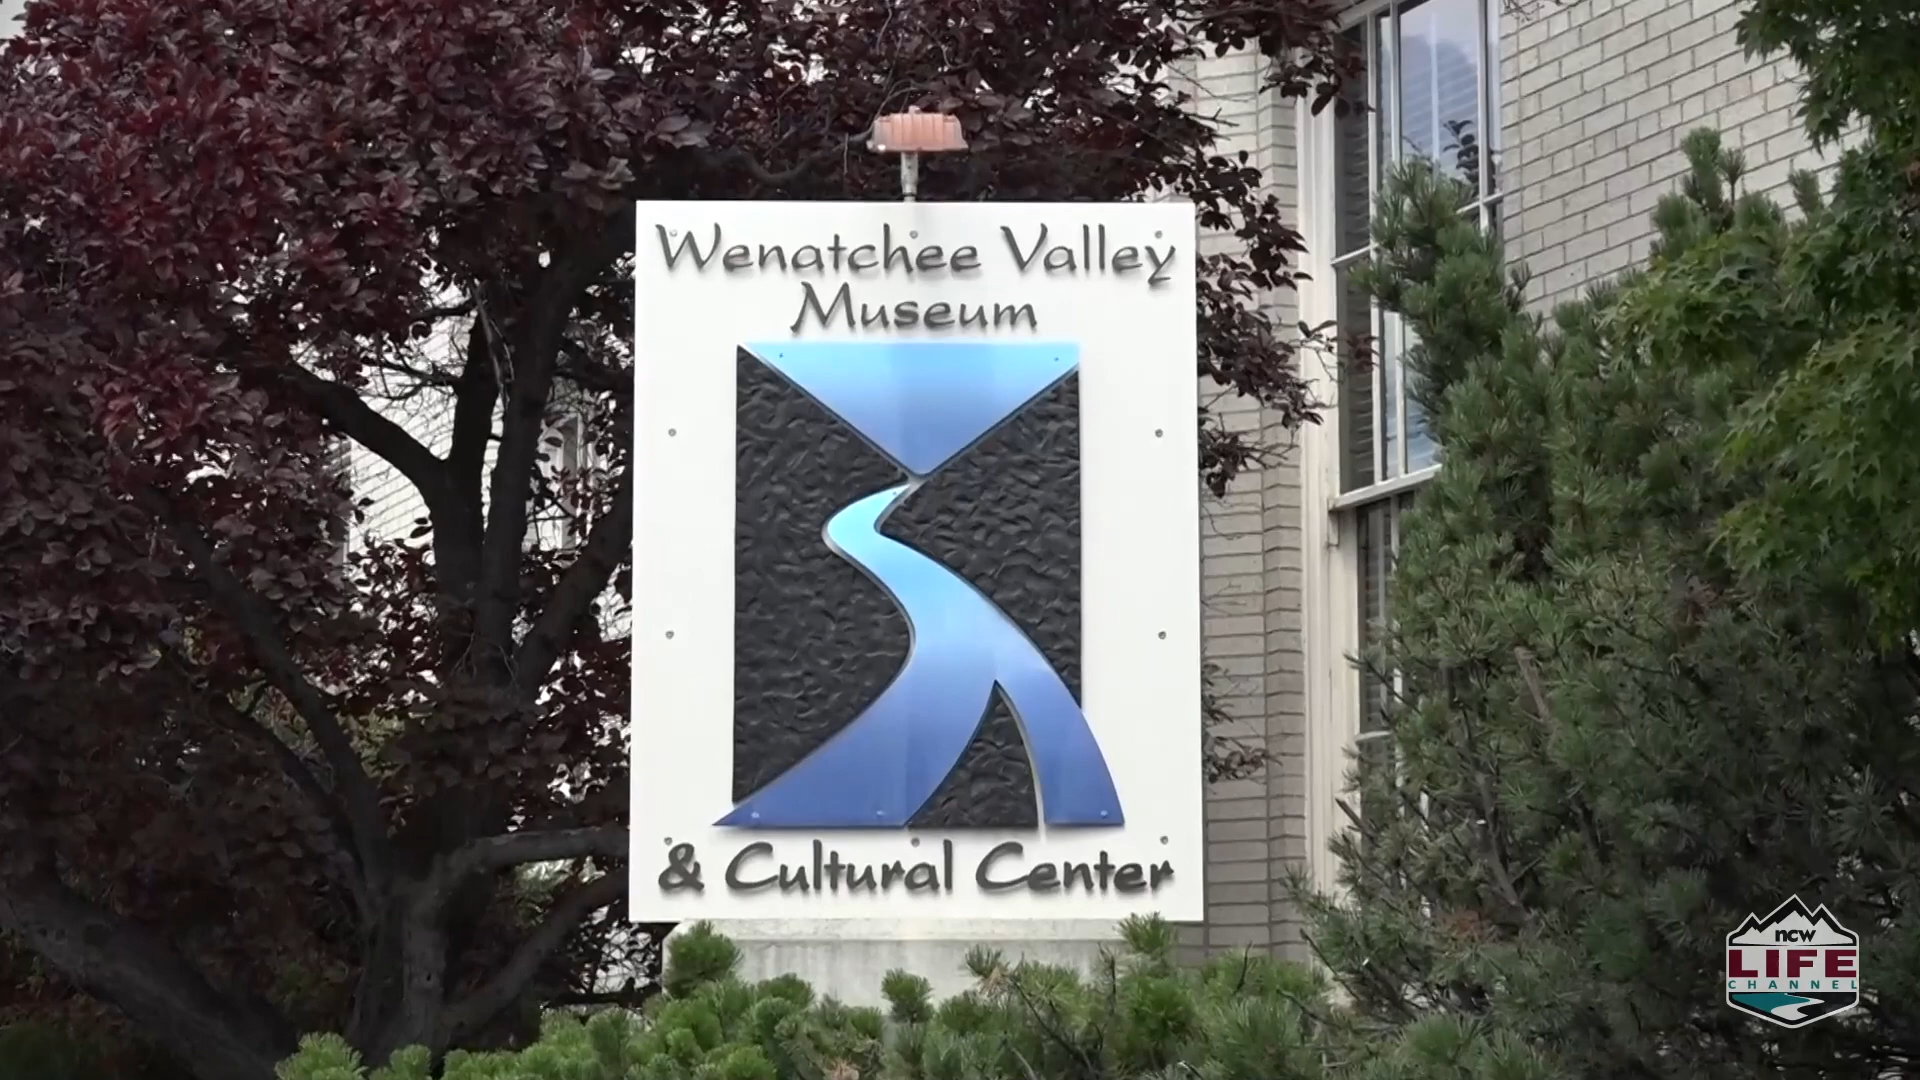 Wenatchee Valley
Museum
& Cultural Center
ncw
LIFE
CHANNEL